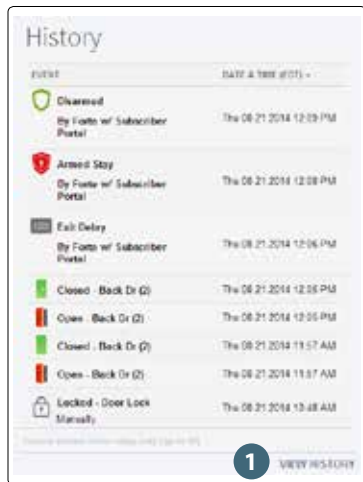 History
EVENT DATE & TIME (EDT)
Disarmed
By Forte w/ Subscriber
Portal
Thu 08 21 2014 12:09 PM
Armed Stay
By Forte w/ Subscriber
Portal
Thu 08 21 2014 12:08 PM
Exit Delay
By Forte w/ Subscriber
Portal
Thu 08 21 2014 12:06 PM
Closed - Back Dr (2) Thu 08 21 2014 12:06 PM
Open - Back Dr (2) Thu 08 21 2014 12:05 PM
Closed - Back Dr (2) Thu 08 21 2014 11:57 AM
Open - Back Dr (2) Thu 08 21 2014 11:57 AM
Locked - Door Lock
Manually
Thu 08 21 2014 10:48 AM
1 VIEW HISTORY